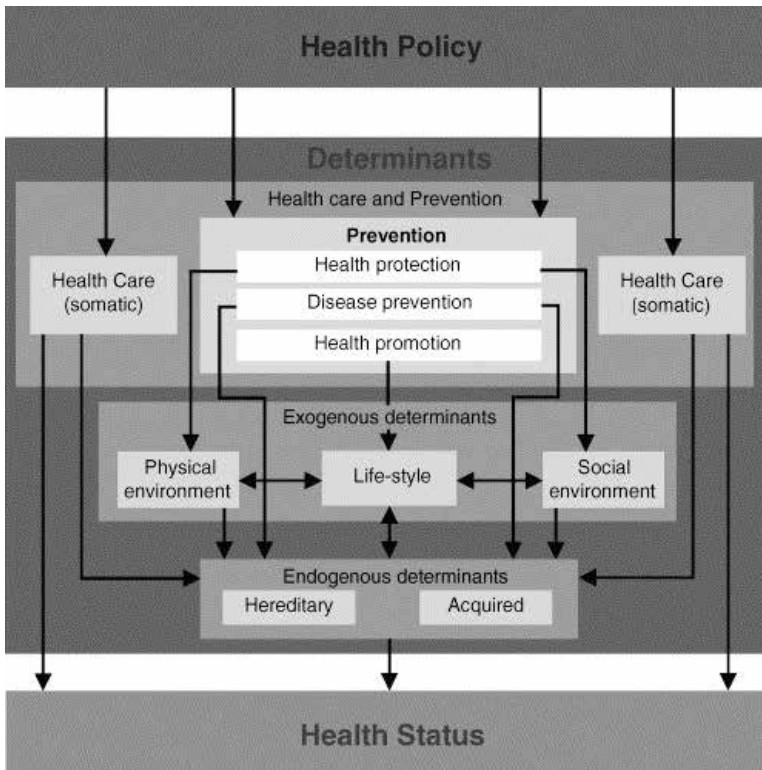 Health Policy
Determinants
Health care and Prevention
Prevention
Health protection
Disease prevention
Health promotion
Health Care
(somatic)
Health Care
(somatic)
Exogenous determinants
Physical
environment
Life-style
Social
environment
Endogenous determinants
Hereditary
Acquired
Health Status